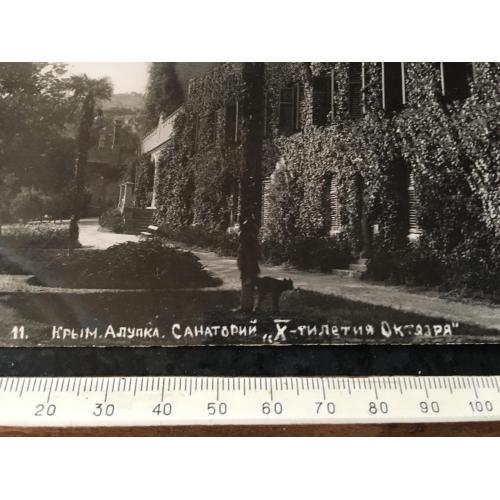 11. Крым. Алупка. Санаторий „X-тилетия Октября"
20 30 40 50 60 70 80 90 100